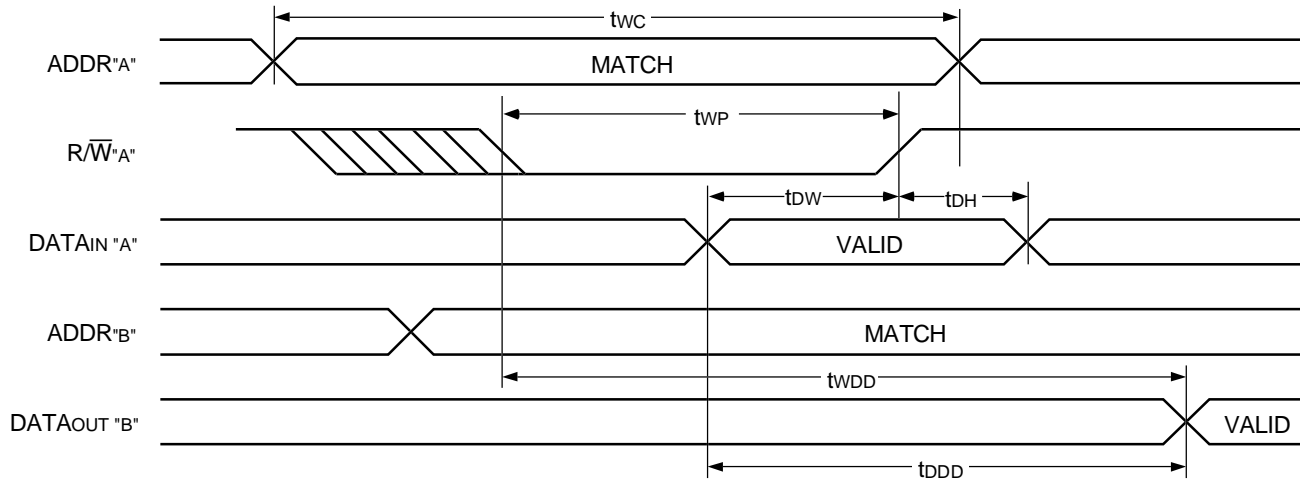 tWC
ADDR"A"
MATCH
tWP
R/W̅"A"
tDW
tDH
DATAIN "A"
VALID
ADDR"B"
MATCH
tWDD
DATAOUT "B"
VALID
tDDD